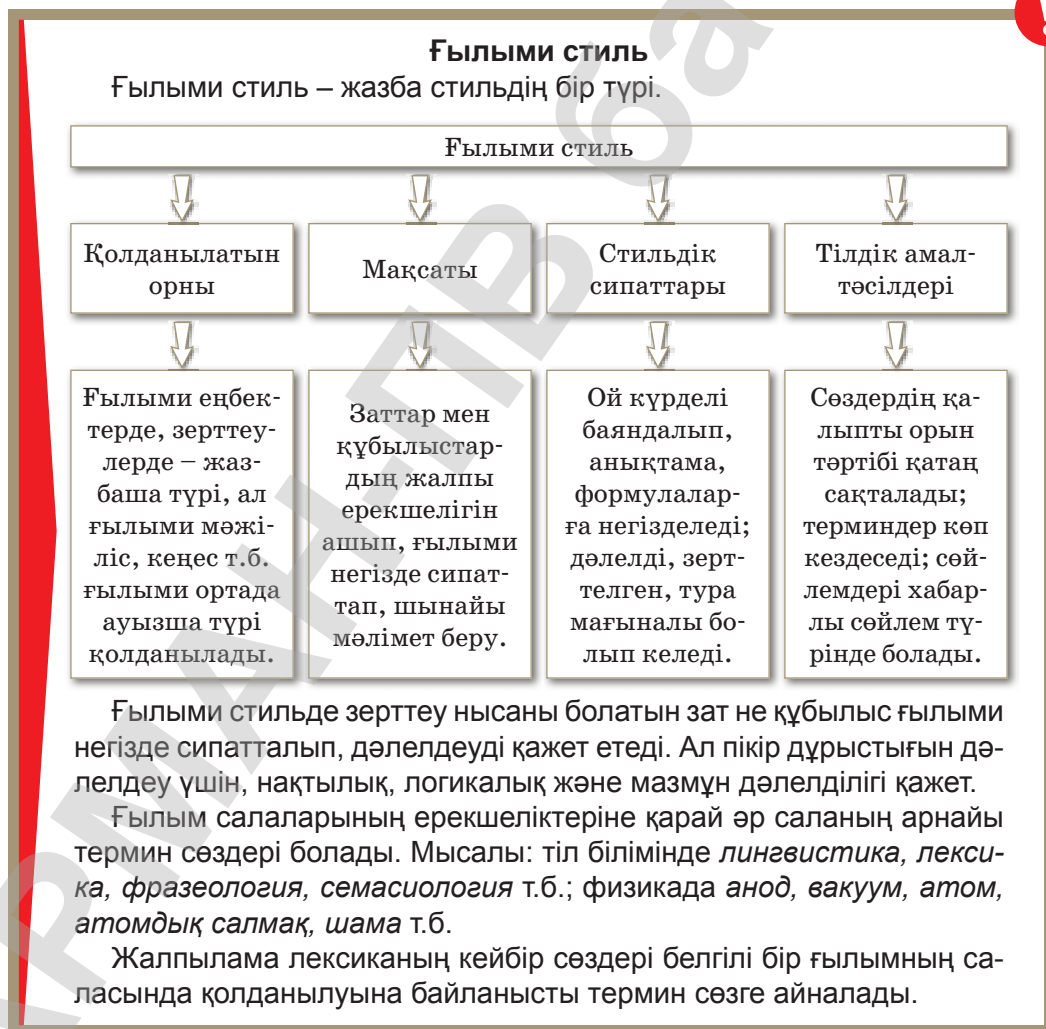 Ғылыми стиль
Ғылыми стиль – жазба стильдің бір түрі.
Ғылыми стиль
Қолданылатын
орны
Мақсаты
Стильдік
сипаттары
Тілдік амал-
тәсілдері
Ғылыми еңбек-
терде, зерттеу-
лерде – жаз-
баша түрі, ал
ғылыми мәжі-
ліс, кеңес т.б.
ғылыми ортада
ауызша түрі
қолданылады.
Заттар мен
құбылыстар-
дың жалпы
ерекшелігін
ашып, ғылыми
негізде сипат-
тап, шынайы
мәлімет беру.
Ой күрделі
баяндалып,
анықтама,
формулалар-
ға негізделеді;
дәлелді, зерт-
телген, тура
мағыналы бо-
лып келеді.
Сөздердің қа-
лыпты орын
тәртібі қатаң
сақталады;
терминдер көп
кездеседі; сөй-
лемдері хабар-
лы сөйлем тү-
рінде болады.
Ғылыми стильде зерттеу нысаны болатын зат не құбылыс ғылыми
негізде сипатталып, дәлелдеуді қажет етеді. Ал пікір дұрыстығын дә-
лелдеу үшін, нақтылық, логикалық және мазмұн дәлелділігі қажет.
Ғылым салаларының ерекшеліктеріне қарай әр саланың арнайы
термин сөздері болады. Мысалы: тіл білімінде лингвистика, лекси-
ка, фразеология, семасиология т.б.; физикада анод, вакуум, атом,
атомдық салмақ, шама т.б.
Жалпылама лексиканың кейбір сөздері белгілі бір ғылымның са-
ласында қолданылуына байланысты термин сөзге айналады.